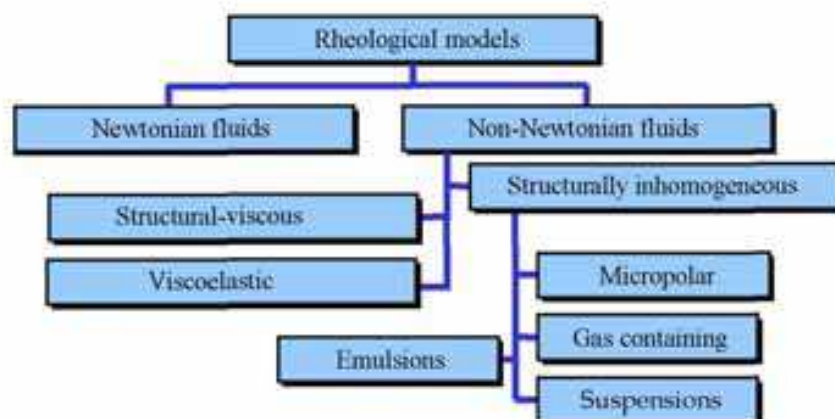 Rheological models
Newtonian fluids
Non-Newtonian fluids
Structurally inhomogeneous
Structural-viscous
Viscoelastic
Micropolar
Gas containing
Emulsions
Suspensions